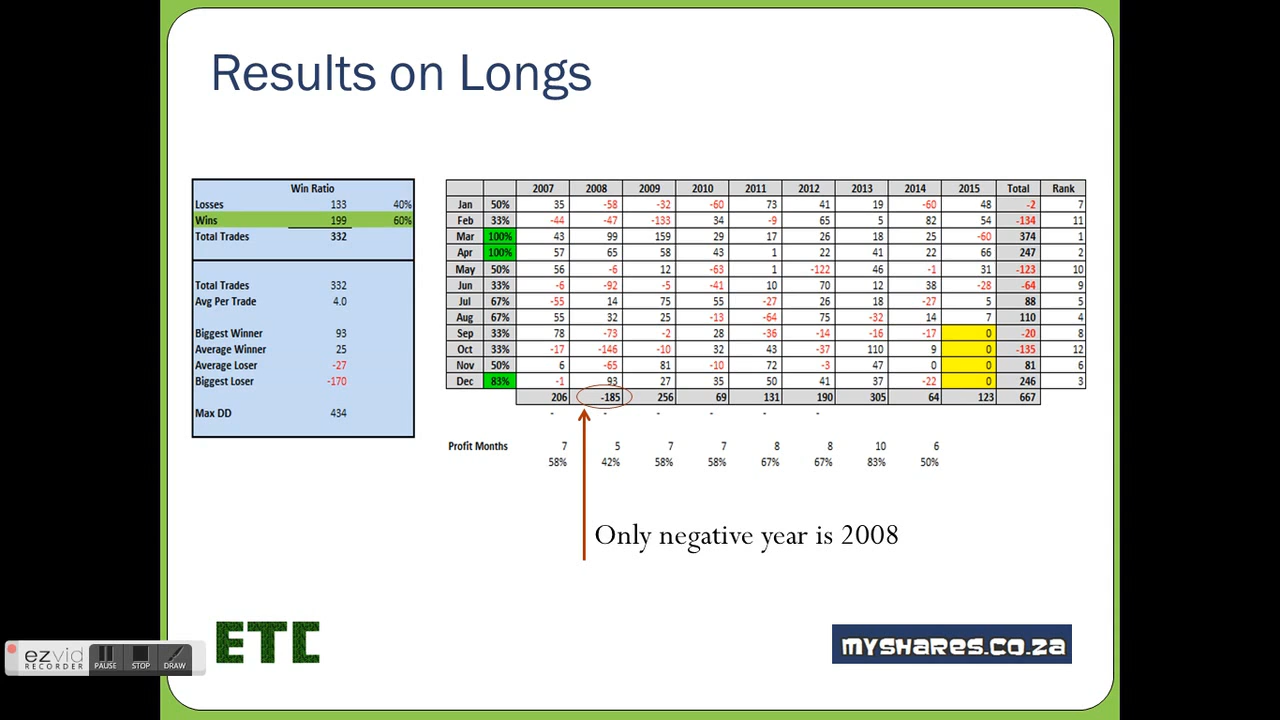 Results on Longs
Win Ratio
Losses 133 40%
Wins 199 60%
Total Trades 332
Total Trades 332
Avg Per Trade 4.0
Biggest Winner 93
Average Winner 25
Average Loser -27
Biggest Loser -170
Max DD 434
2007 2008 2009 2010 2011 2012 2013 2014 2015 Total Rank
Jan 50% 35 -58 -32 -60 73 41 19 -60 48 -2 7
Feb 33% -44 -47 -133 34 -9 65 5 82 54 -134 11
Mar 100% 43 99 159 29 17 26 18 25 -60 374 1
Apr 100% 57 65 58 43 1 22 41 22 66 247 2
May 50% 56 -6 12 -63 1 -122 46 -1 31 -123 10
Jun 33% -6 -92 -5 -41 10 70 12 38 -28 -64 9
Jul 67% -55 14 75 55 -27 26 18 -27 5 88 5
Aug 67% 55 32 25 -13 -64 75 -32 14 7 110 4
Sep 33% 78 -73 -2 28 -36 -14 -16 -17 0 -20 8
Oct 33% -17 -146 -10 32 43 -37 110 9 0 -135 12
Nov 50% 6 -65 81 -10 72 -3 47 0 0 81 6
Dec 83% -1 93 27 35 50 41 37 -22 0 246 3
206 -185 256 69 131 190 305 64 123 667
- - - - - -
Profit Months 7 5 7 7 8 8 10 6
58% 42% 58% 58% 67% 67% 83% 50%
Only negative year is 2008
ETC
MYSHARES.CO.ZA
ezvid
RECORDER
PAUSE STOP DRAW